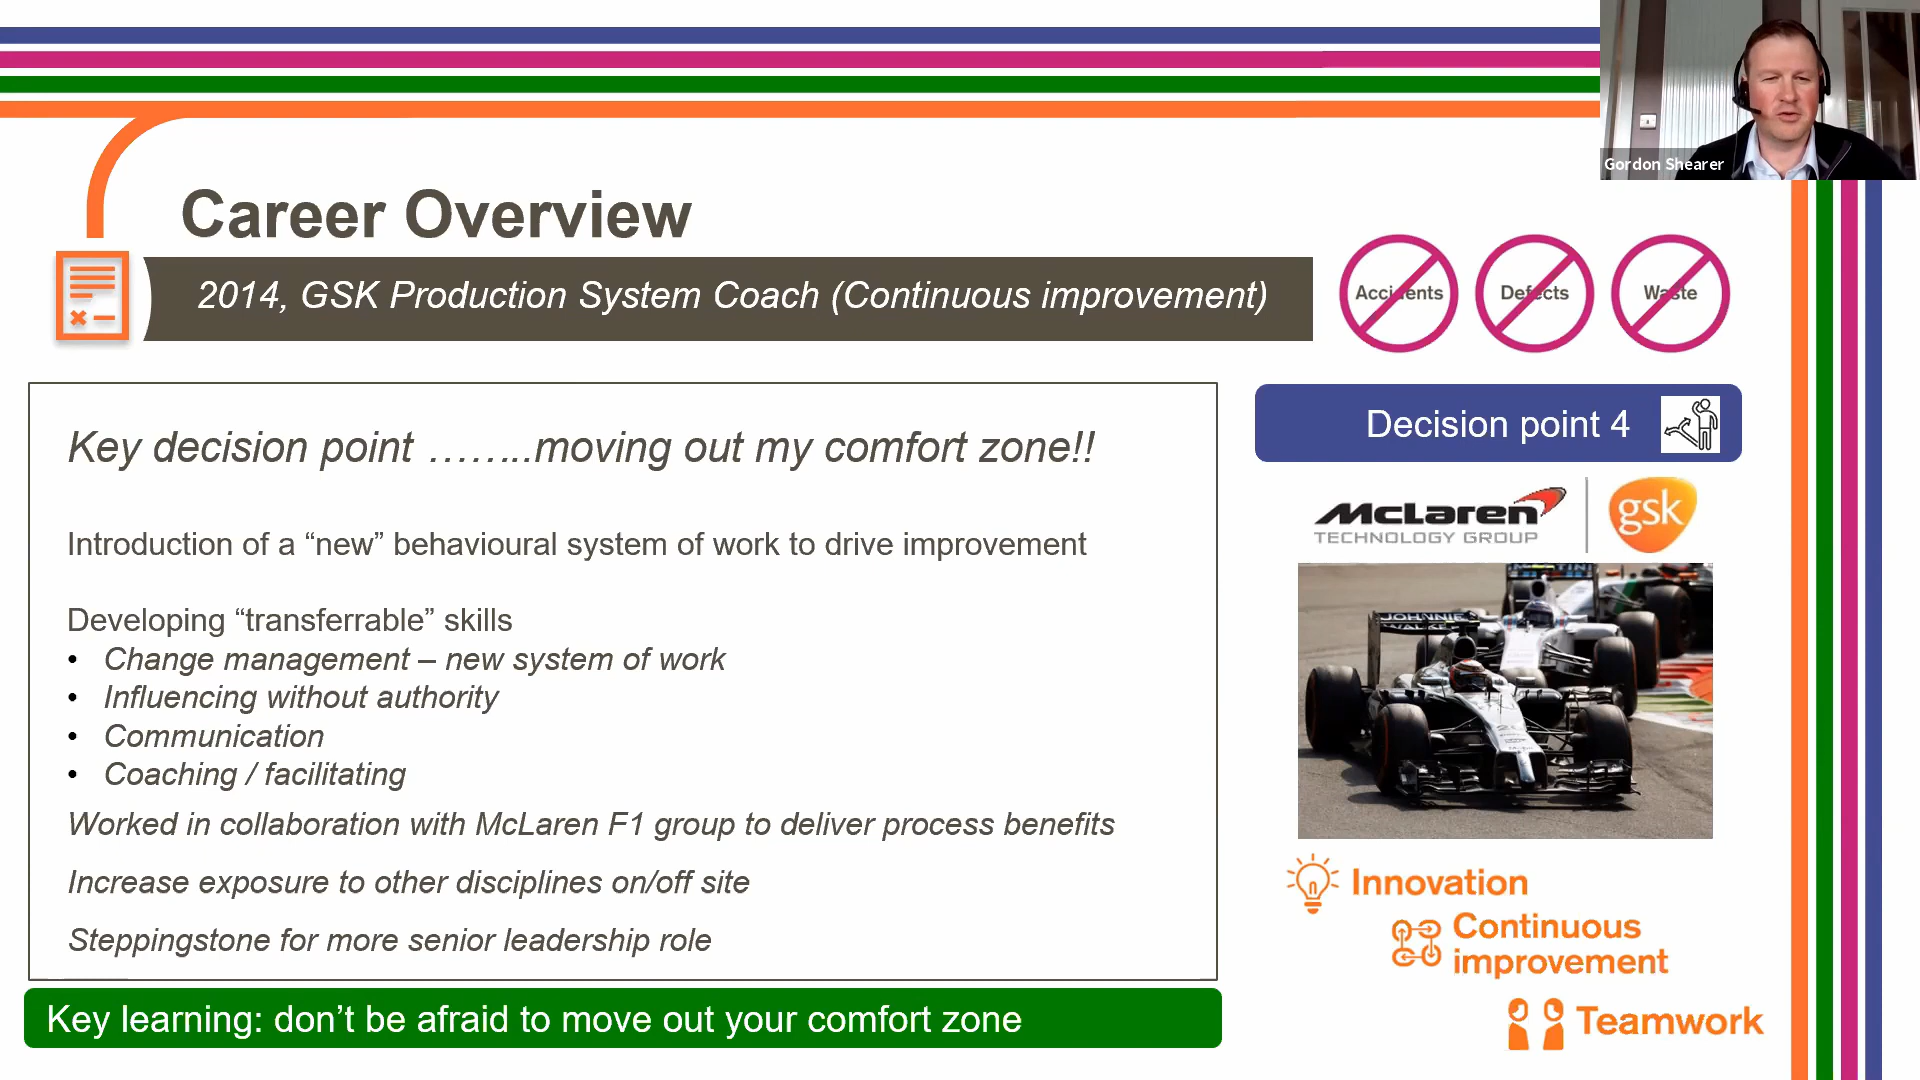 Gordon Shearer
Career Overview
2014, GSK Production System Coach (Continuous improvement)
Accidents
Defects
Waste
Key decision point ……..moving out my comfort zone!!
Introduction of a “new” behavioural system of work to drive improvement
Developing “transferrable” skills
• Change management – new system of work
• Influencing without authority
• Communication
• Coaching / facilitating
Worked in collaboration with McLaren F1 group to deliver process benefits
Increase exposure to other disciplines on/off site
Steppingstone for more senior leadership role
Key learning: don’t be afraid to move out your comfort zone
Decision point 4
McLaren
TECHNOLOGY GROUP
gsk
JOHNNIE
WALKER
Innovation
Continuous
improvement
Teamwork